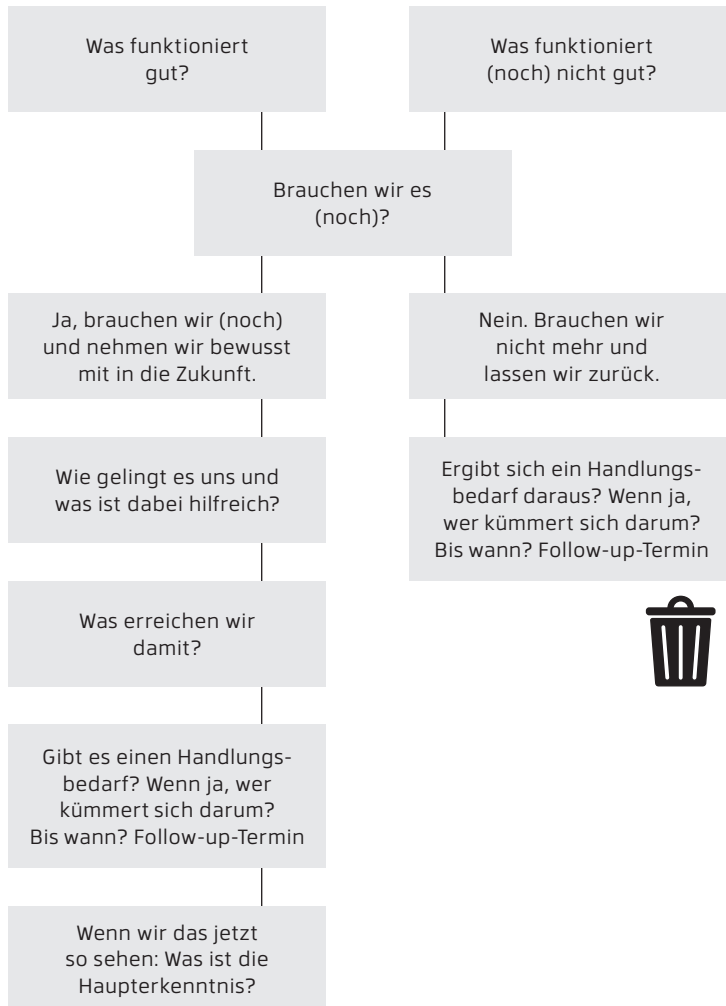 Was funktioniert
gut?
Was funktioniert
(noch) nicht gut?
Brauchen wir es
(noch)?
Ja, brauchen wir (noch)
und nehmen wir bewusst
mit in die Zukunft.
Nein. Brauchen wir
nicht mehr und
lassen wir zurück.
Wie gelingt es uns und
was ist dabei hilfreich?
Ergibt sich ein Handlungs-
bedarf daraus? Wenn ja,
wer kümmert sich darum?
Bis wann? Follow-up-Termin
Was erreichen wir
damit?
Gibt es einen Handlungs-
bedarf? Wenn ja, wer
kümmert sich darum?
Bis wann? Follow-up-Termin
Wenn wir das jetzt
so sehen: Was ist die
Haupterkenntnis?